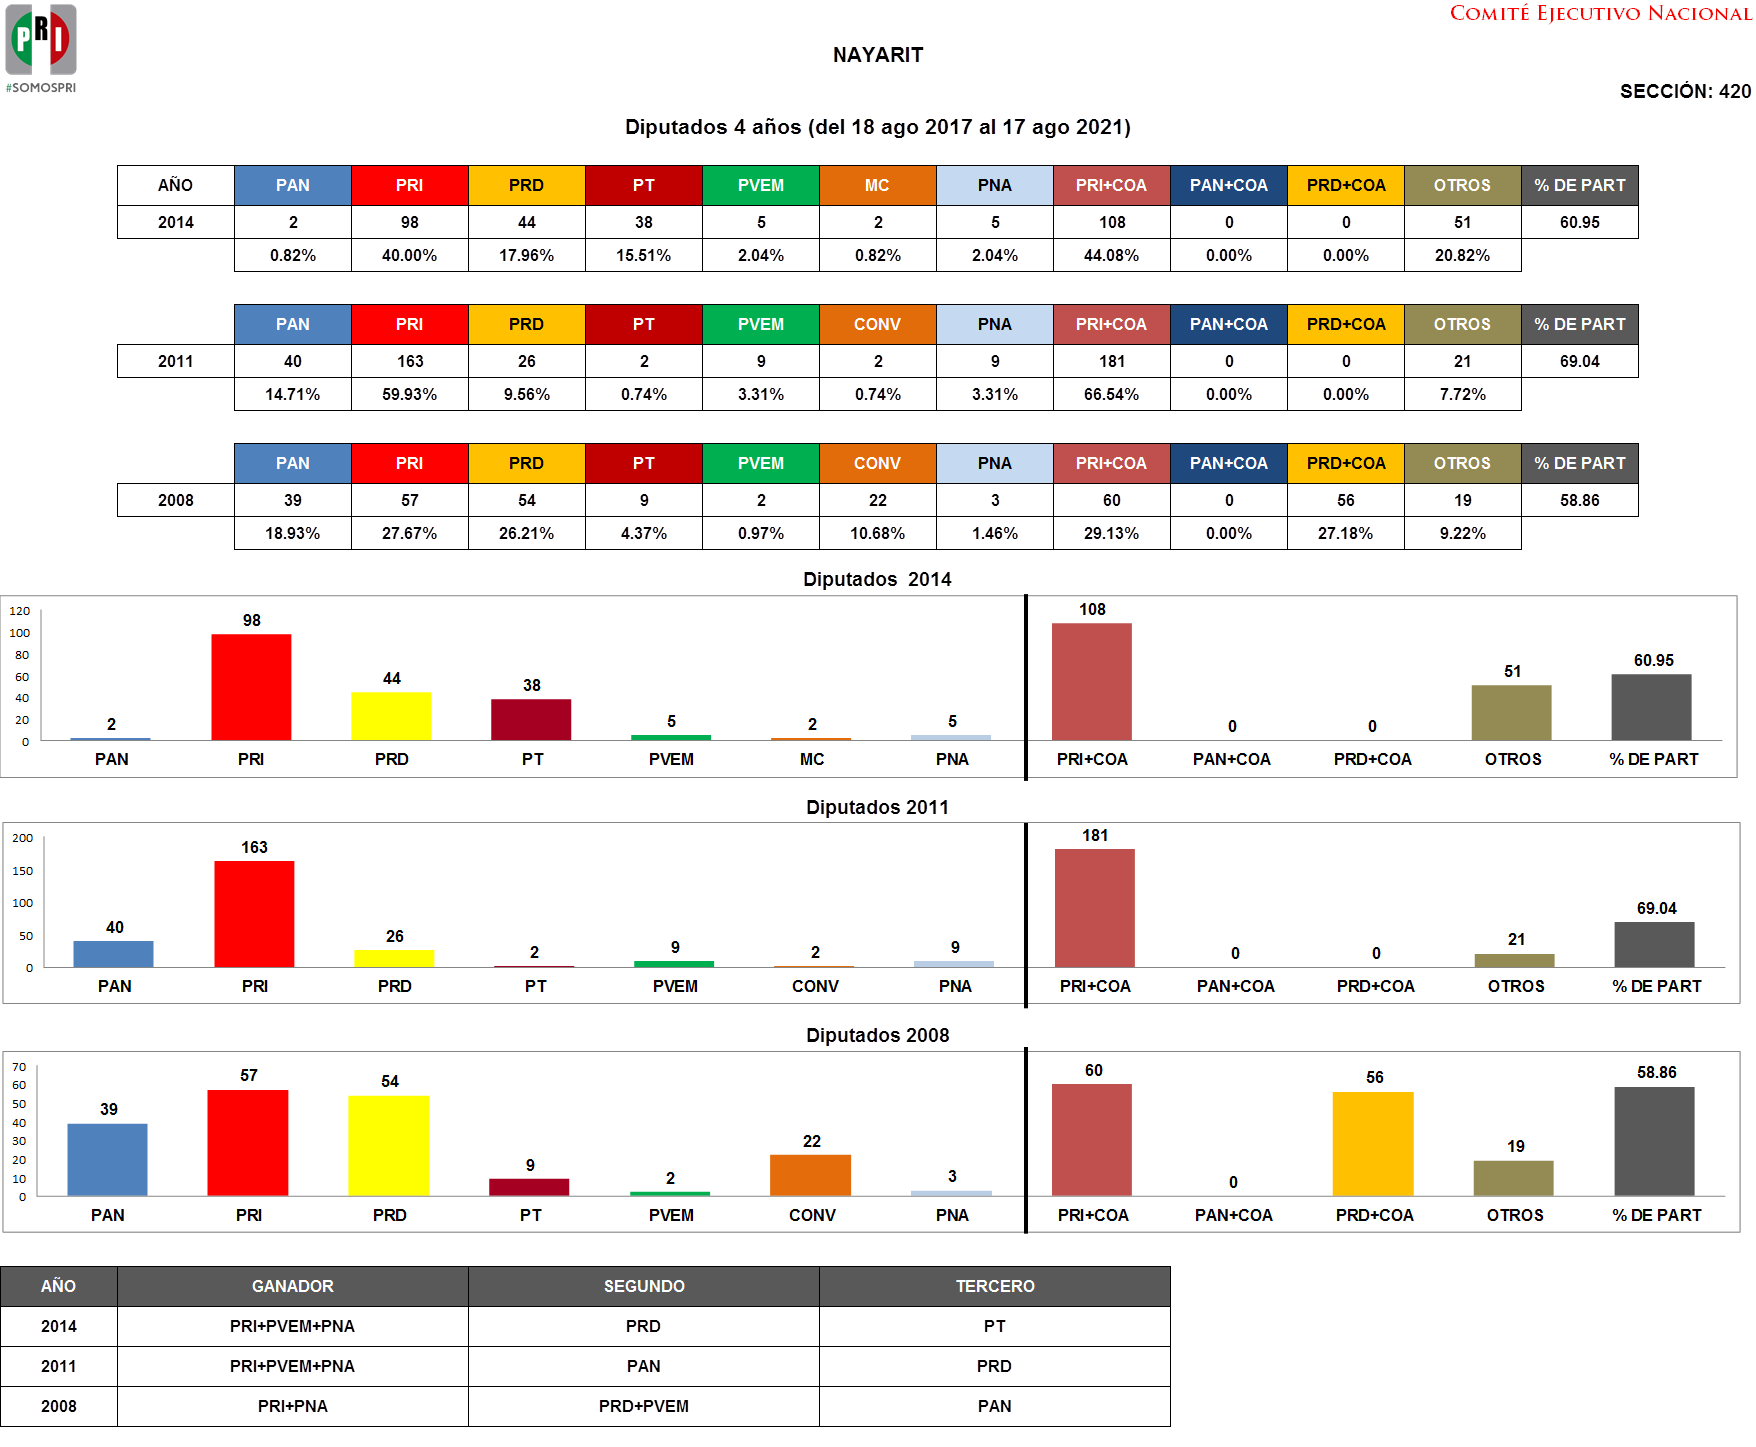 PRI
#SOMOSPRI
COMITÉ EJECUTIVO NACIONAL
NAYARIT
SECCIÓN: 420
Diputados 4 años (del 18 ago 2017 al 17 ago 2021)
AÑO PAN PRI PRD PT PVEM MC PNA PRI+COA PAN+COA PRD+COA OTROS % DE PART
2014 2 98 44 38 5 2 5 108 0 0 51 60.95
0.82% 40.00% 17.96% 15.51% 2.04% 0.82% 2.04% 44.08% 0.00% 0.00% 20.82%
PAN PRI PRD PT PVEM CONV PNA PRI+COA PAN+COA PRD+COA OTROS % DE PART
2011 40 163 26 2 9 2 9 181 0 0 21 69.04
14.71% 59.93% 9.56% 0.74% 3.31% 0.74% 3.31% 66.54% 0.00% 0.00% 7.72%
PAN PRI PRD PT PVEM CONV PNA PRI+COA PAN+COA PRD+COA OTROS % DE PART
2008 39 57 54 9 2 22 3 60 0 56 19 58.86
18.93% 27.67% 26.21% 4.37% 0.97% 10.68% 1.46% 29.13% 0.00% 27.18% 9.22%
Diputados 2014
120
100
80
60
40
20
0
2 98 44 38 5 2 5 108 0 0 51 60.95
PAN PRI PRD PT PVEM MC PNA PRI+COA PAN+COA PRD+COA OTROS % DE PART
Diputados 2011
200
150
100
50
0
40 163 26 2 9 2 9 181 0 0 21 69.04
PAN PRI PRD PT PVEM CONV PNA PRI+COA PAN+COA PRD+COA OTROS % DE PART
Diputados 2008
70
60
50
40
30
20
10
0
39 57 54 9 2 22 3 60 0 56 19 58.86
PAN PRI PRD PT PVEM CONV PNA PRI+COA PAN+COA PRD+COA OTROS % DE PART
AÑO GANADOR SEGUNDO TERCERO
2014 PRI+PVEM+PNA PRD PT
2011 PRI+PVEM+PNA PAN PRD
2008 PRI+PNA PRD+PVEM PAN